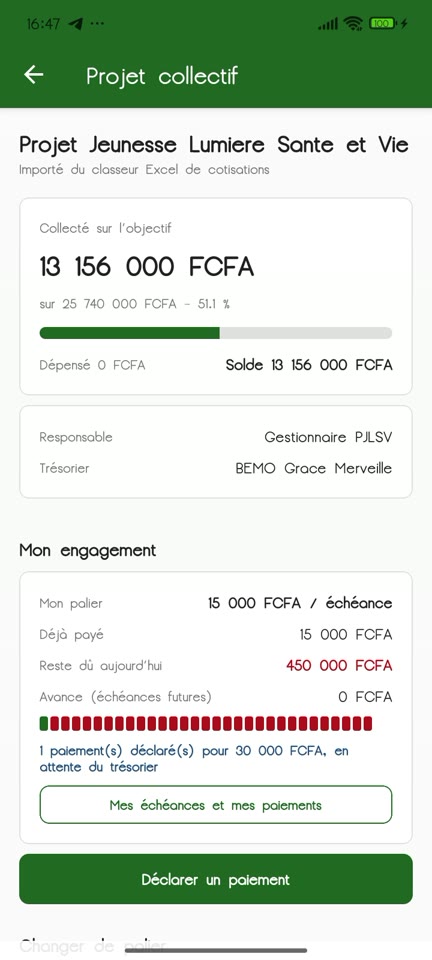 16:47
100
Projet collectif
Projet Jeunesse Lumiere Sante et Vie
Importé du classeur Excel de cotisations
Collecté sur l'objectif
13 156 000 FCFA
sur 25 740 000 FCFA - 51.1 %
Dépensé 0 FCFA Solde 13 156 000 FCFA
Responsable Gestionnaire PJLSV
Trésorier BEMO Grace Merveille
Mon engagement
Mon palier 15 000 FCFA / échéance
Déjà payé 15 000 FCFA
Reste dû aujourd'hui 450 000 FCFA
Avance (échéances futures) 0 FCFA
1 paiement(s) déclaré(s) pour 30 000 FCFA, en
attente du trésorier
Mes échéances et mes paiements
Déclarer un paiement
Changer de palier